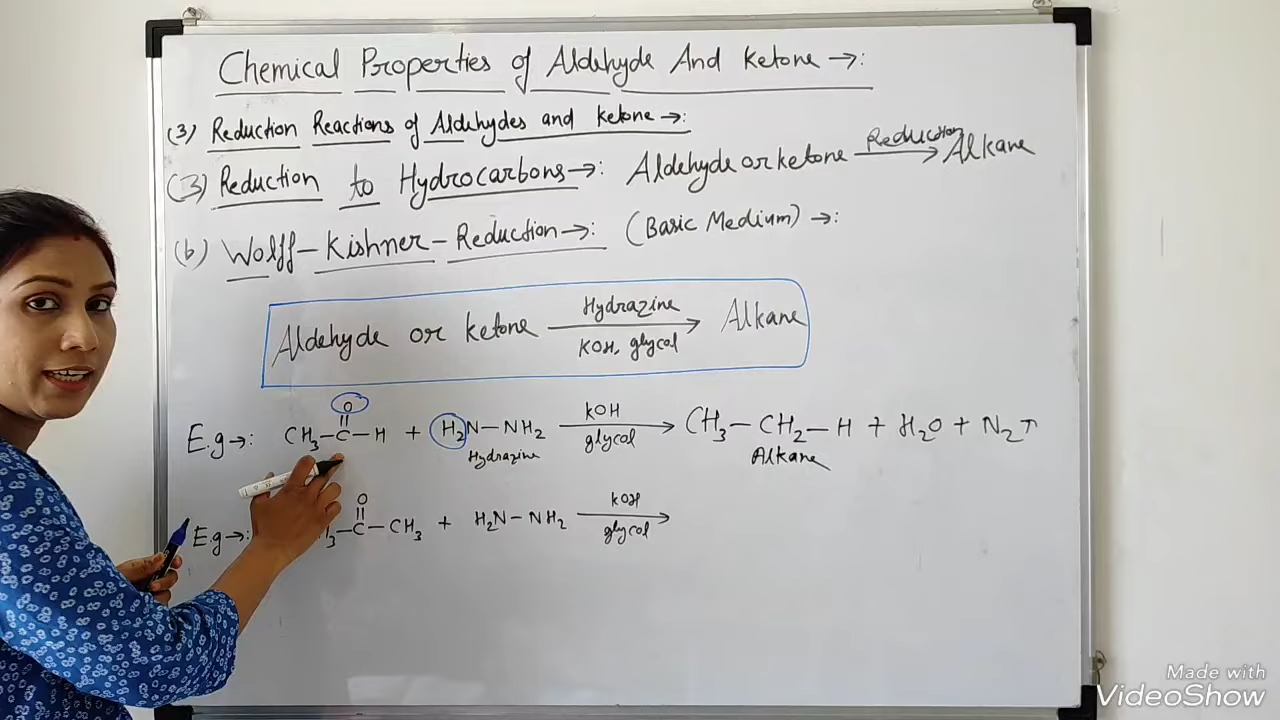 Chemical Properties of Aldehyde And Ketone →:
(3) Reduction Reactions of Aldehydes and ketone →:
(3) Reduction to Hydrocarbons →: Aldehyde or ketone Reduction → Alkane
(b) Wolff-Kishner-Reduction →: (Basic Medium) →:
Aldehyde or ketone Hydrazine → KOH, glycol Alkane
O
E.g →: CH3-C-H + H2N-NH2 KOH → glycol CH3-CH2-H + H2O + N2↑
Hydrazine Alkane
O
E.g →: 3-C-CH3 + H2N-NH2 KOH → glycol
Made with
VideoShow